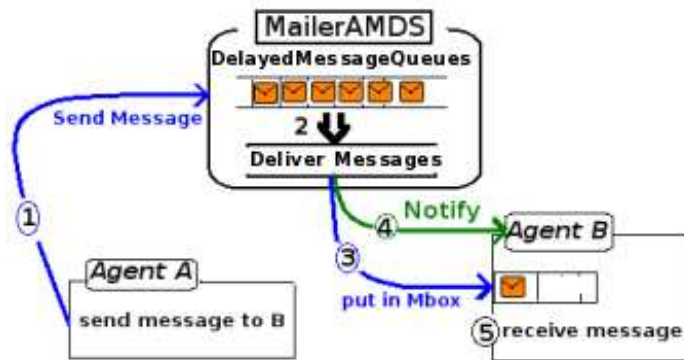 MailerAMDS
DelayedMessageQueues
Send Message
2
Deliver Messages
1
4
Notify
Agent B
3
Agent A
put in Mbox
send message to B
5 receive message